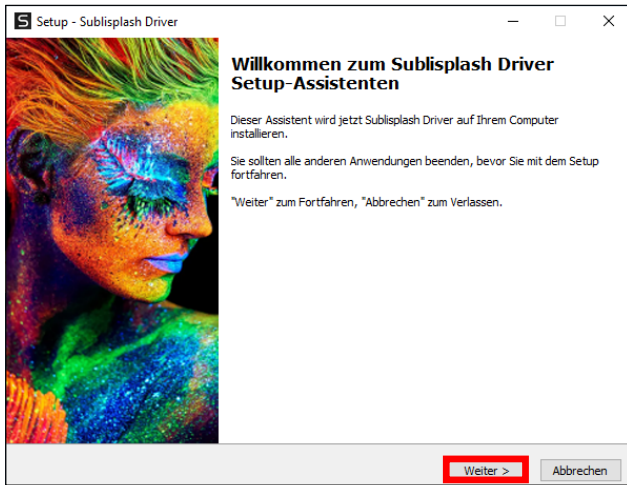 Setup - Sublisplash Driver
Willkommen zum Sublisplash Driver
Setup-Assistenten
Dieser Assistent wird jetzt Sublisplash Driver auf Ihrem Computer
installieren.
Sie sollten alle anderen Anwendungen beenden, bevor Sie mit dem Setup
fortfahren.
"Weiter" zum Fortfahren, "Abbrechen" zum Verlassen.
Weiter >
Abbrechen